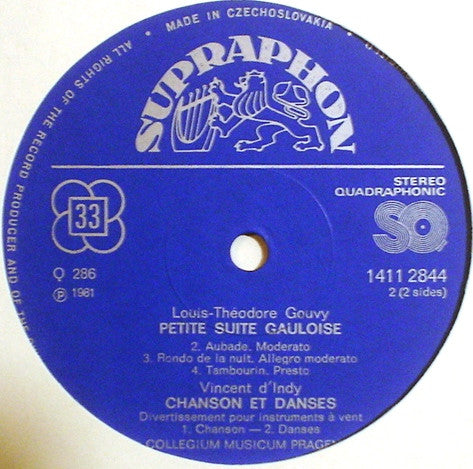 MADE IN CZECHOSLOVAKIA
ALL RIGHTS OF THE RECORD PRODUCER AND OF THE
SUPRAPHON
33
STEREO
QUADRAPHONIC
SQ
Q 286
1411 2844
Ⓟ 1981
2 (2 sides)
Louis-Théodore Gouvy
PETITE SUITE GAULOISE
2. Aubade. Moderato
3. Rondo de la nuit. Allegro moderato
4. Tambourin. Presto
Vincent d'Indy
CHANSON ET DANSES
Divertissement pour instruments à vent
1. Chanson — 2. Danses
COLLEGIUM MUSICUM PRAGEN